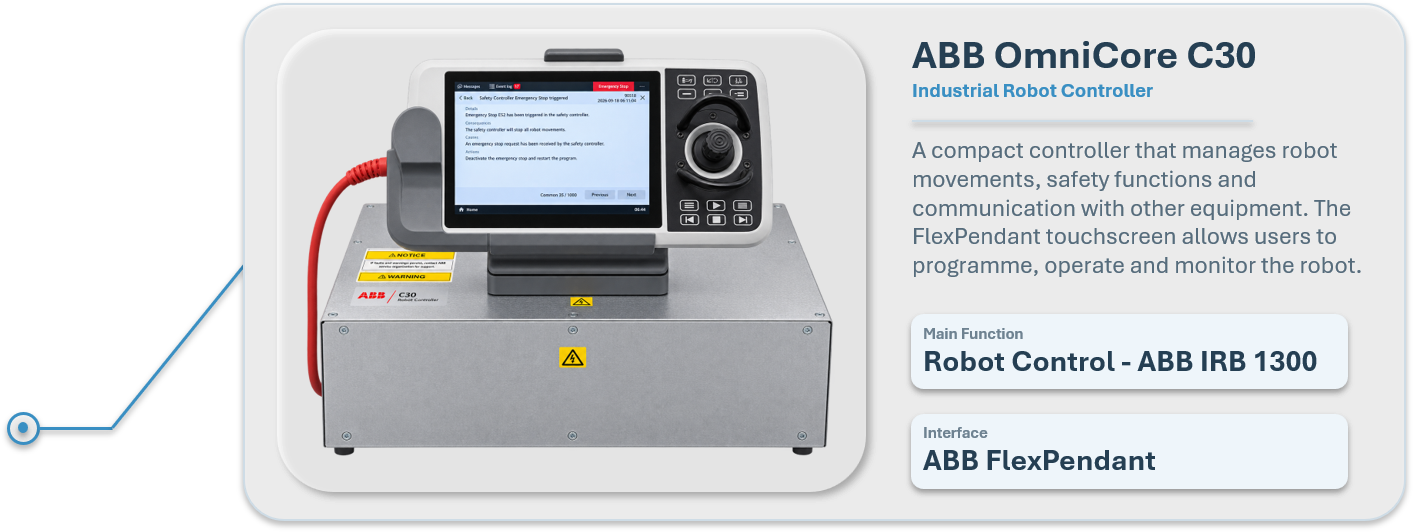 ABB OmniCore C30
Industrial Robot Controller
A compact controller that manages robot
movements, safety functions and
communication with other equipment. The
FlexPendant touchscreen allows users to
programme, operate and monitor the robot.
Main Function
Robot Control - ABB IRB 1300
Interface
ABB FlexPendant
Messages Event log Emergency Stop
Back Safety Controller Emergency Stop triggered
Details
Emergency Stop ES2 has been triggered in the safety controller.
Consequences
The safety controller will stop all robot movements.
Causes
An emergency stop request has been received by the safety controller.
Actions
Deactivate the emergency stop and restart the program.
Common 20 / 1000 Previous Next
Home
NOTICE
WARNING
ABB C30
Robot Controller